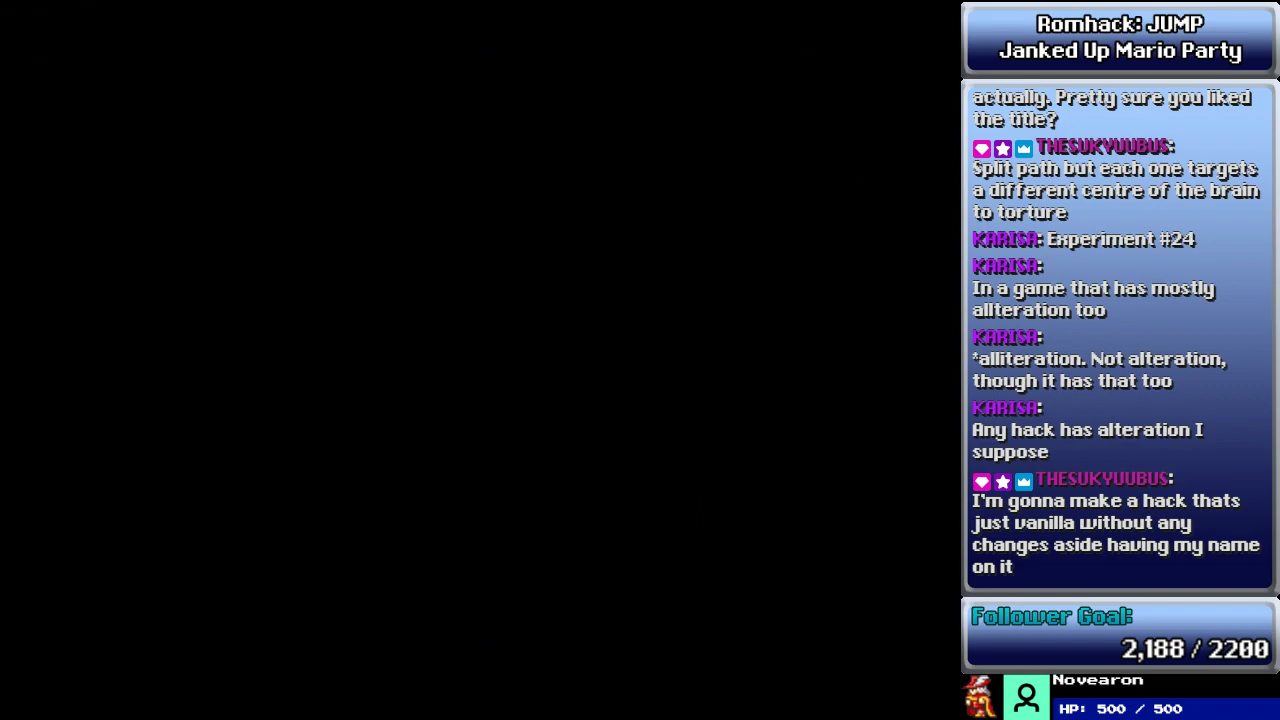 Romhack: JUMP
Janked Up Mario Party
actually. Pretty sure you liked
the title?
THESUKYUUBUS:
Split path but each one targets
a different centre of the brain
to torture
KARISA: Experiment #24
KARISA:
In a game that has mostly
allteration too
KARISA:
*alliteration. Not alteration,
though it has that too
KARISA:
Any hack has alteration I
suppose
THESUKYUUBUS:
I'm gonna make a hack thats
just vanilla without any
changes aside having my name
on it
Follower Goal:
2,188 / 2200
Novearon
HP: 500 / 500